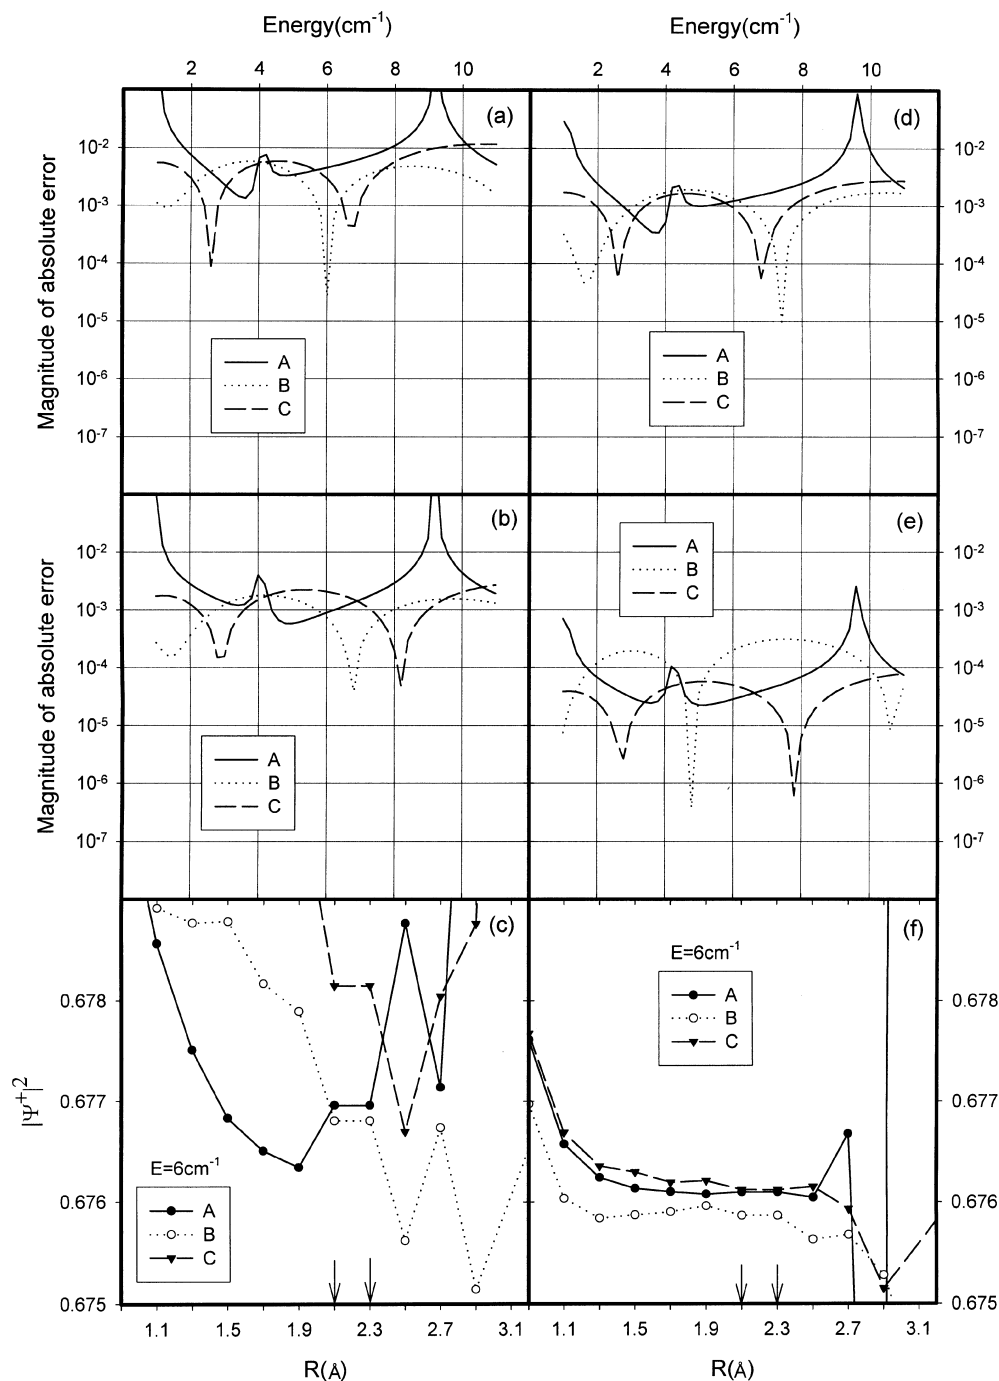 Energy(cm⁻¹)
Energy(cm⁻¹)
2 4 6 8 10
2 4 6 8 10
Magnitude of absolute error
10⁻²
10⁻³
10⁻⁴
10⁻⁵
10⁻⁶
10⁻⁷
(a)
A
B
C
(d)
A
B
C
10⁻²
10⁻³
10⁻⁴
10⁻⁵
10⁻⁶
10⁻⁷
Magnitude of absolute error
10⁻²
10⁻³
10⁻⁴
10⁻⁵
10⁻⁶
10⁻⁷
(b)
A
B
C
(e)
A
B
C
10⁻²
10⁻³
10⁻⁴
10⁻⁵
10⁻⁶
10⁻⁷
|Ψ⁺|²
0.678
0.677
0.676
0.675
(c)
E=6cm⁻¹
A
B
C
(f)
E=6cm⁻¹
A
B
C
0.678
0.677
0.676
0.675
1.1 1.5 1.9 2.3 2.7 3.1
1.1 1.5 1.9 2.3 2.7 3.1
R(Å)
R(Å)